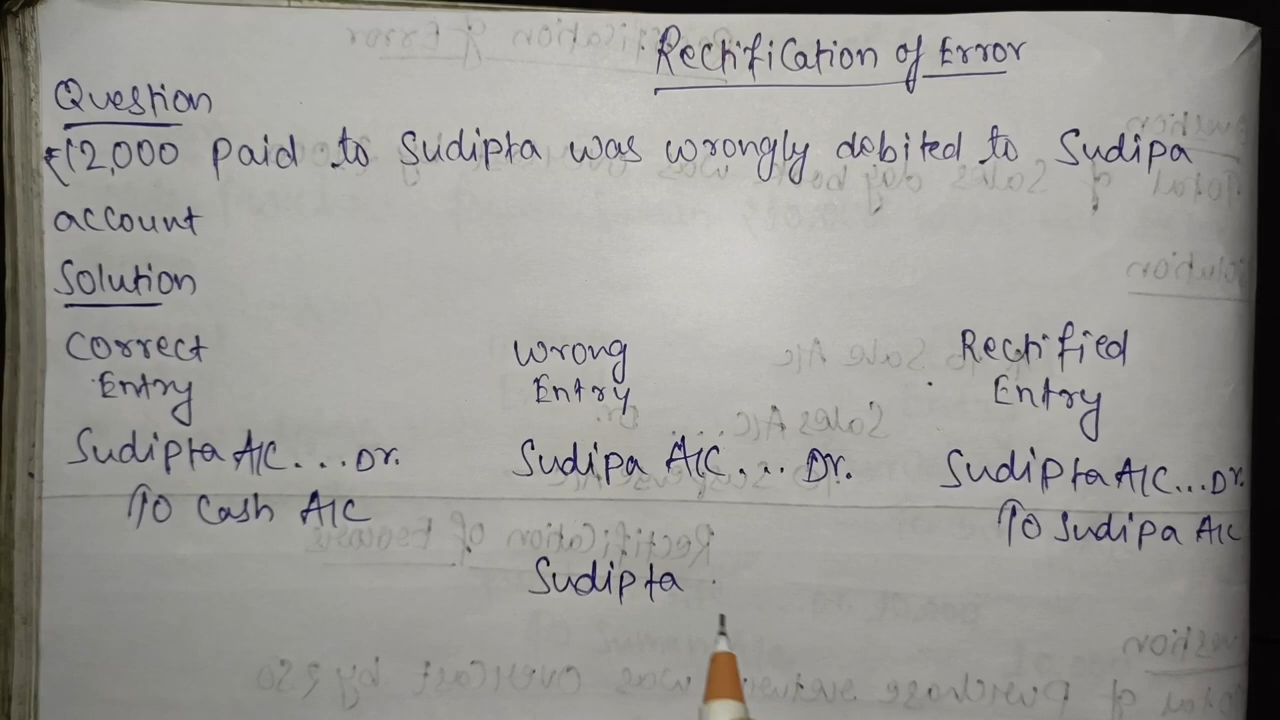 Rectification of Error
Question
₹12,000 paid to Sudipta was wrongly debited to Sudipa
account
Solution
Correct Entry
Wrong Entry
Rectified Entry
Sudipta A/C...Dr.
To Cash A/C
Sudipa A/C... Dr.
Sudipta A/C...Dr.
To Sudipa A/C
Sudipta